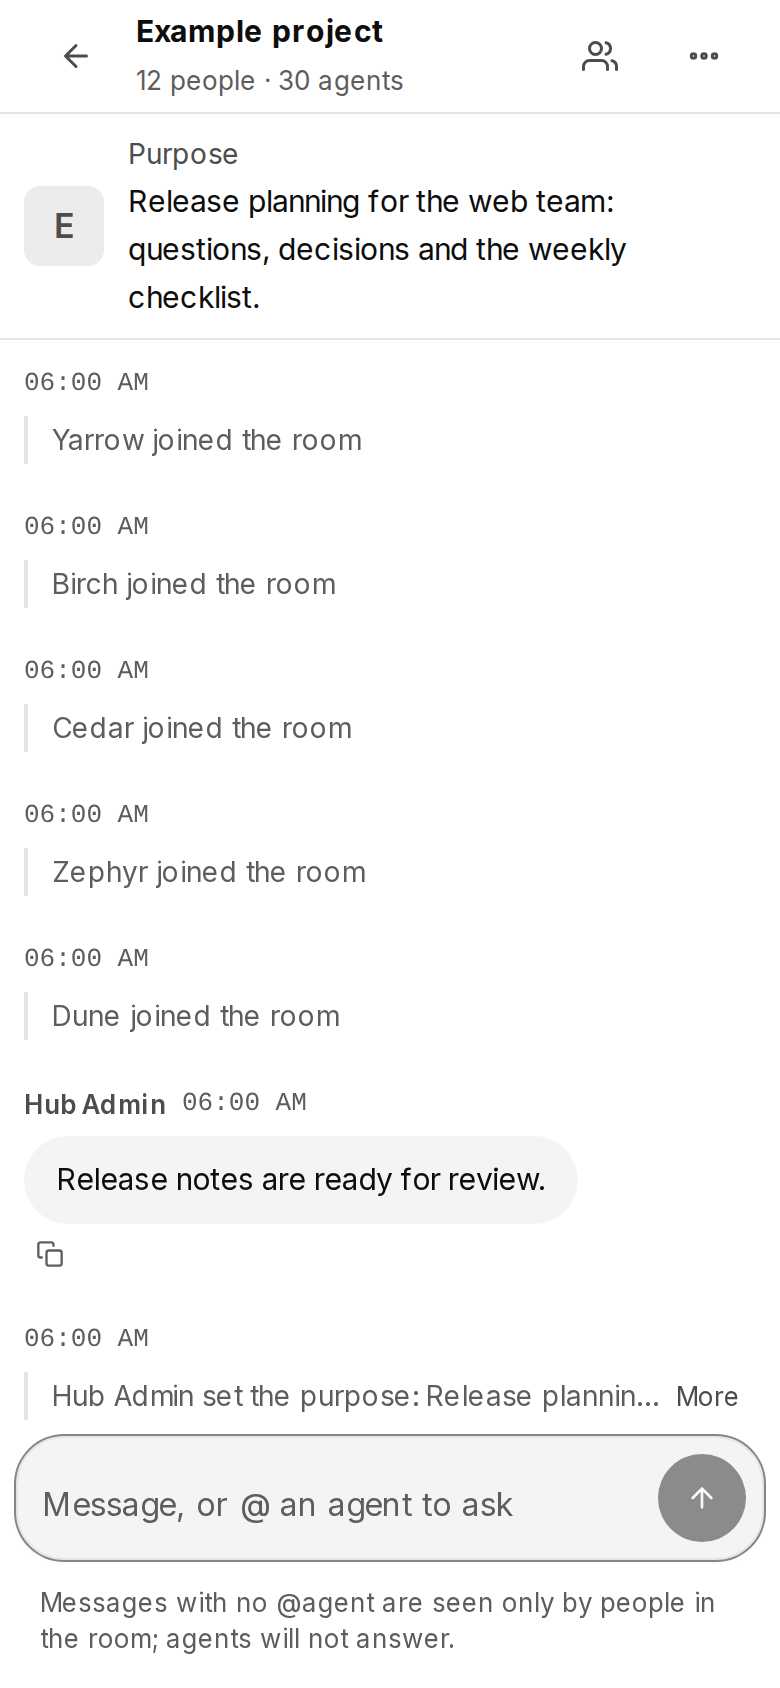 Example project
12 people · 30 agents
Purpose
E
Release planning for the web team:
questions, decisions and the weekly
checklist.
06:00 AM
Yarrow joined the room
06:00 AM
Birch joined the room
06:00 AM
Cedar joined the room
06:00 AM
Zephyr joined the room
06:00 AM
Dune joined the room
Hub Admin 06:00 AM
Release notes are ready for review.
06:00 AM
Hub Admin set the purpose: Release plannin... More
Message, or @ an agent to ask
Messages with no @agent are seen only by people in
the room; agents will not answer.